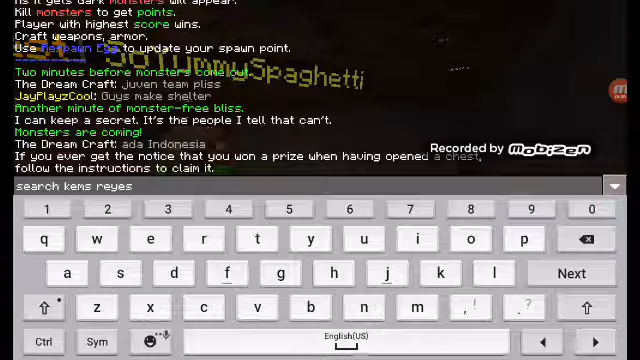 As it gets dark monsters will appear.
Kill monsters to get points.
Player with highest score wins.
Craft weapons, armor.
Use Respawn Egg to update your spawn point.
SoYummySpaghetti
Two minutes before monsters come out.
The Dream Craft: juven team pliss
JayPlayzCool: Guys make shelter
Another minute of monster-free bliss.
I can keep a secret. It's the people I tell that can't.
Monsters are coming!
The Dream Craft: ada Indonesia
Recorded by mobizen
If you ever get the notice that you won a prize when having opened a chest,
follow the instructions to claim it.
search kems reyes
1 2 3 4 5 6 7 8 9 0
q w e r t y u i o p
a s d f g h j k l Next
z x c v b n m , ! . ?
Ctrl Sym English(US)